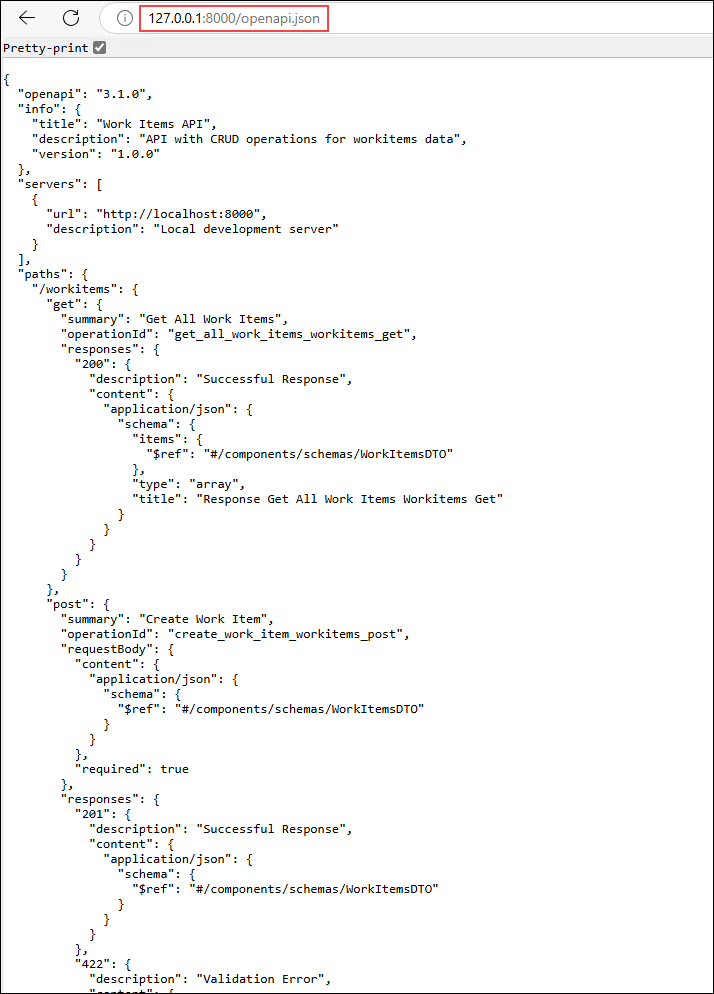 127.0.0.1:8000/openapi.json
Pretty-print
{
  "openapi": "3.1.0",
  "info": {
    "title": "Work Items API",
    "description": "API with CRUD operations for workitems data",
    "version": "1.0.0"
  },
  "servers": [
    {
      "url": "http://localhost:8000",
      "description": "Local development server"
    }
  ],
  "paths": {
    "/workitems": {
      "get": {
        "summary": "Get All Work Items",
        "operationId": "get_all_work_items_workitems_get",
        "responses": {
          "200": {
            "description": "Successful Response",
            "content": {
              "application/json": {
                "schema": {
                  "items": {
                    "$ref": "#/components/schemas/WorkItemsDTO"
                  },
                  "type": "array",
                  "title": "Response Get All Work Items Workitems Get"
                }
              }
            }
          }
        }
      },
      "post": {
        "summary": "Create Work Item",
        "operationId": "create_work_item_workitems_post",
        "requestBody": {
          "content": {
            "application/json": {
              "schema": {
                "$ref": "#/components/schemas/WorkItemsDTO"
              }
            }
          },
          "required": true
        },
        "responses": {
          "201": {
            "description": "Successful Response",
            "content": {
              "application/json": {
                "schema": {
                  "$ref": "#/components/schemas/WorkItemsDTO"
                }
              }
            }
          },
          "422": {
            "description": "Validation Error",